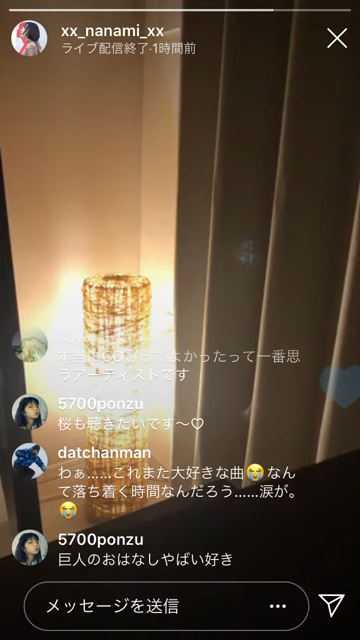 xx_nanami_xx
ライブ配信終了·1時間前
本当にCD買ってよかったって一番思
うアーティストです
5700ponzu
桜も聴きたいです〜♡
datchanman
わぁ……これまた大好きな曲😭なん
て落ち着く時間なんだろう……涙が。
😭
5700ponzu
巨人のおはなしやばい好き
メッセージを送信